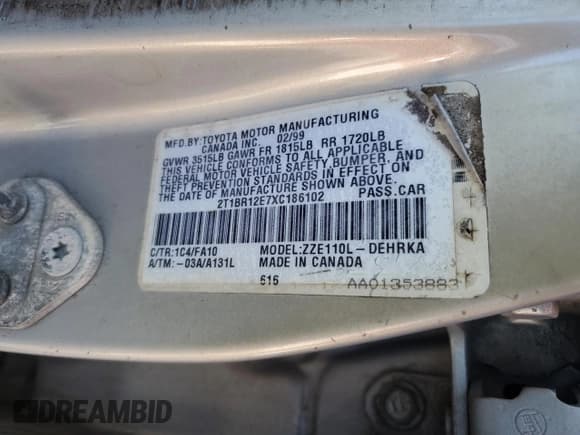 MFD.BY:TOYOTA MOTOR MANUFACTURING
CANADA INC. 02/99
GVWR 3515LB GAWR FR 1815LB RR 1720LB
THIS VEHICLE CONFORMS TO ALL APPLICABLE
FEDERAL MOTOR VEHICLE SAFETY,BUMPER, AND
THEFT PREVENTION STANDARDS IN EFFECT ON
THE DATE OF MANUFACTURE SHOWN ABOVE.
2T1BR12E7XC186102 PASS.CAR
C/TR:1C4/FA10 MODEL:ZZE110L-DEHRKA
A/TM:-03A/A131L MADE IN CANADA
616 AA01353883
DREAMBID